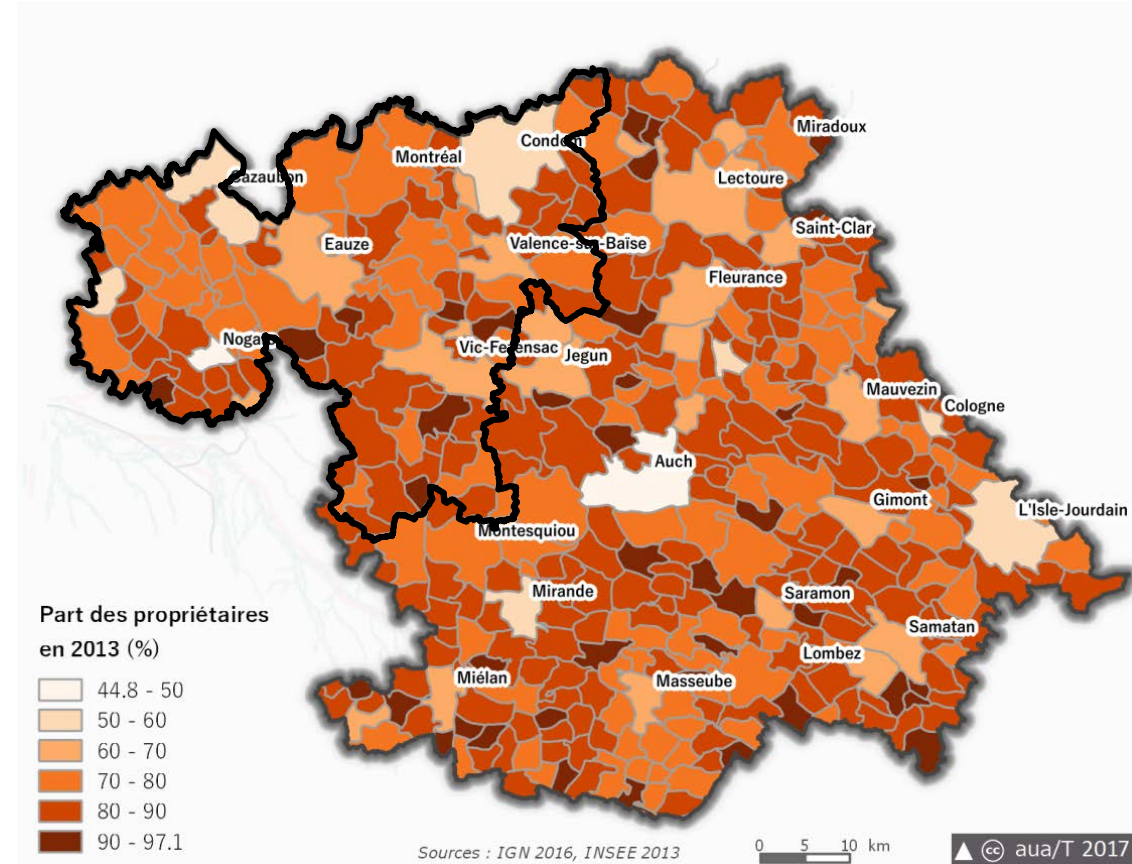 Miradoux
Condom
Montréal
Lectoure
Cazaubon
Saint-Clar
Eauze
Valence-sur-Baïse
Fleurance
Nogaro
Vic-Fezensac
Jegun
Mauvezin
Cologne
Auch
Gimont
L'Isle-Jourdain
Montesquiou
Mirande
Saramon
Samatan
Lombez
Miélan
Masseube
Part des propriétaires
en 2013 (%)
44.8 - 50
50 - 60
60 - 70
70 - 80
80 - 90
90 - 97.1
Sources : IGN 2016, INSEE 2013
0 5 10 km
▲ cc aua/T 2017